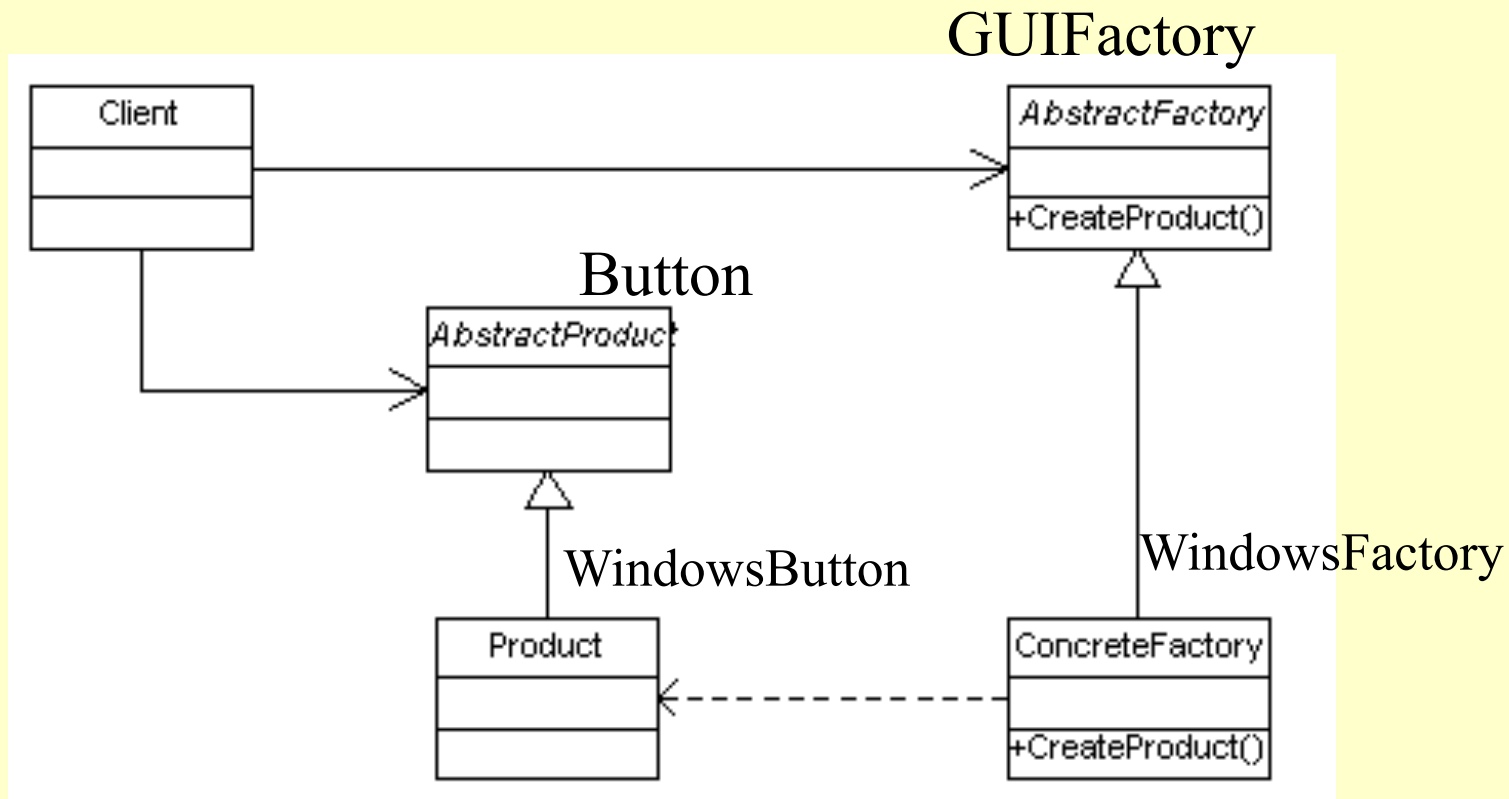 GUIFactory
Client
AbstractFactory
+CreateProduct()
Button
AbstractProduct
WindowsButton
WindowsFactory
Product
ConcreteFactory
+CreateProduct()